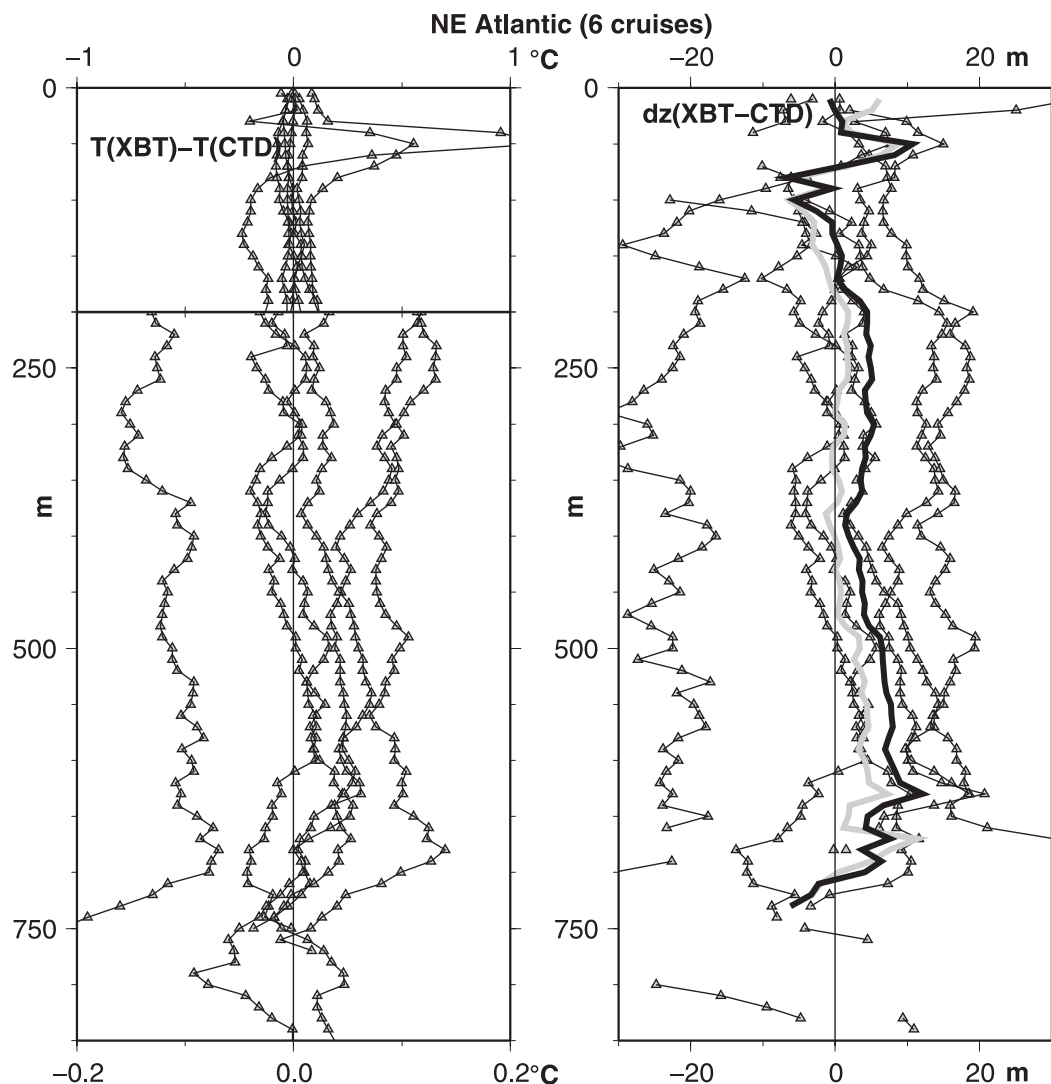 NE Atlantic (6 cruises)
−1 0 1 °C −20 0 20 m
0
T(XBT)−T(CTD) dz(XBT−CTD)
250 250
m m
500 500
750 750
−0.2 0.0 0.2°C −20 0 20 m